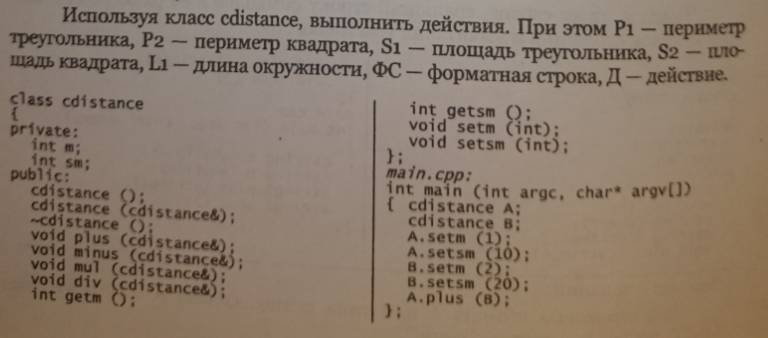 Используя класс cdistance, выполнить действия. При этом P1 — периметр
треугольника, P2 — периметр квадрата, S1 — площадь треугольника, S2 — пло-
щадь квадрата, L1 — длина окружности, ФС — форматная строка, Д — действие.
class cdistance
{
private:
int m;
int sm;
public:
cdistance ();
cdistance (cdistance&);
~cdistance ();
void plus (cdistance&);
void minus (cdistance&);
void mul (cdistance&);
void div (cdistance&);
int getm ();
int getsm ();
void setm (int);
void setsm (int);
};
main.cpp:
int main (int argc, char* argv[])
{ cdistance A;
cdistance B;
A.setm (1);
A.setsm (10);
B.setm (2);
B.setsm (20);
A.plus (B);
};